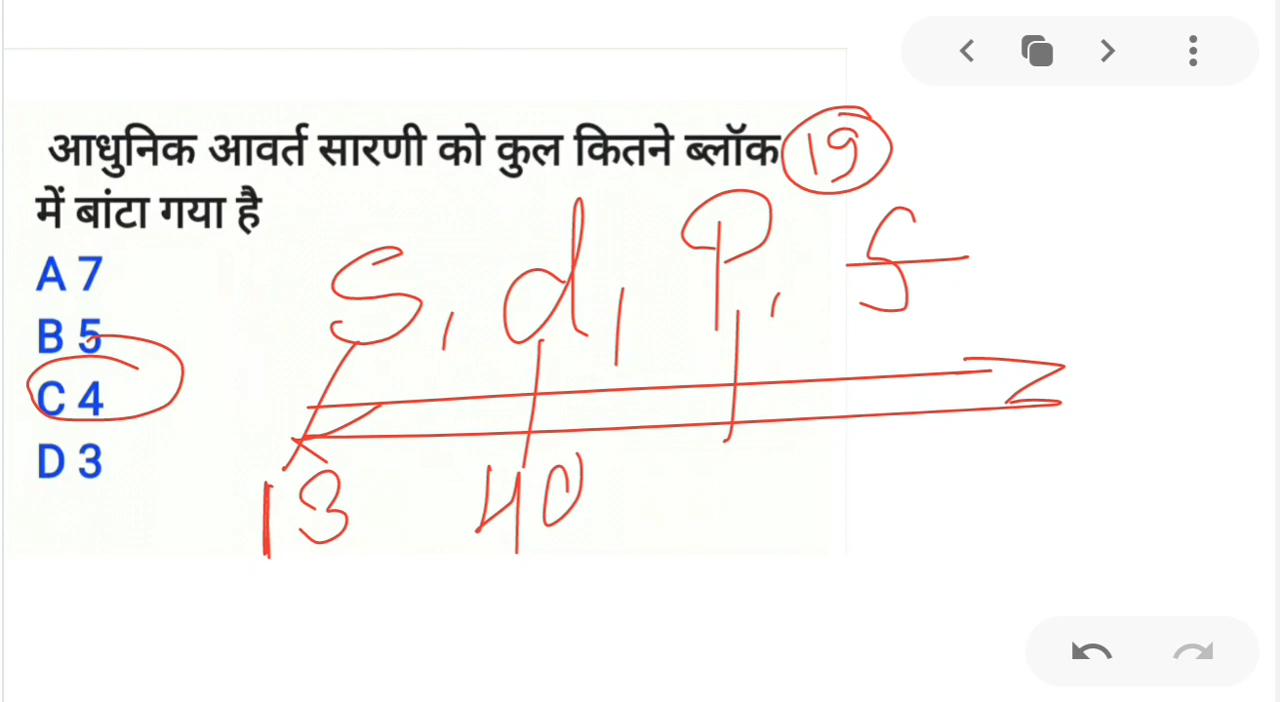 आधुनिक आवर्त सारणी को कुल कितने ब्लॉक 19
में बांटा गया है
A 7
B 5
C 4
D 3
S, d, P, f
13 40